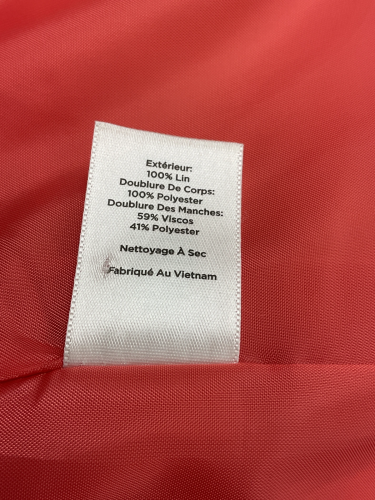 Extérieur:
100% Lin
Doublure De Corps:
100% Polyester
Doublure Des Manches:
59% Viscos
41% Polyester
Nettoyage À Sec
Fabriqué Au Vietnam